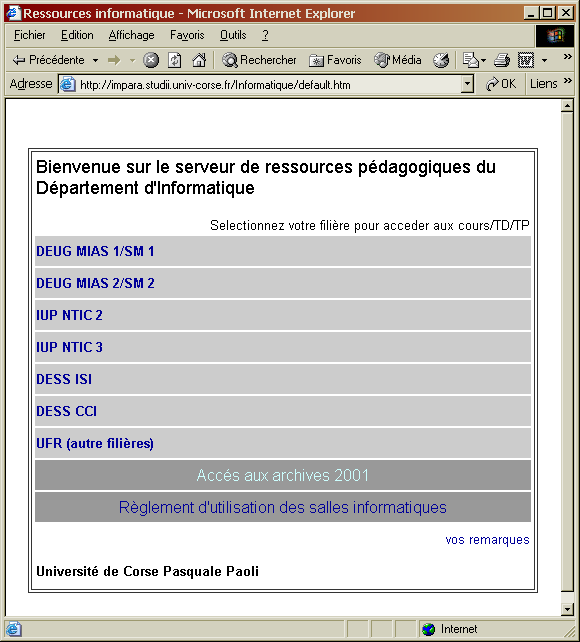 Ressources informatique - Microsoft Internet Explorer
Fichier Edition Affichage Favoris Outils ?
Précédente Rechercher Favoris Média
Adresse http://impara.studii.univ-corse.fr/Informatique/default.htm OK Liens
Bienvenue sur le serveur de ressources pédagogiques du
Département d'Informatique
Selectionnez votre filière pour acceder aux cours/TD/TP
DEUG MIAS 1/SM 1
DEUG MIAS 2/SM 2
IUP NTIC 2
IUP NTIC 3
DESS ISI
DESS CCI
UFR (autre filières)
Accés aux archives 2001
Règlement d'utilisation des salles informatiques
vos remarques
Université de Corse Pasquale Paoli
Internet